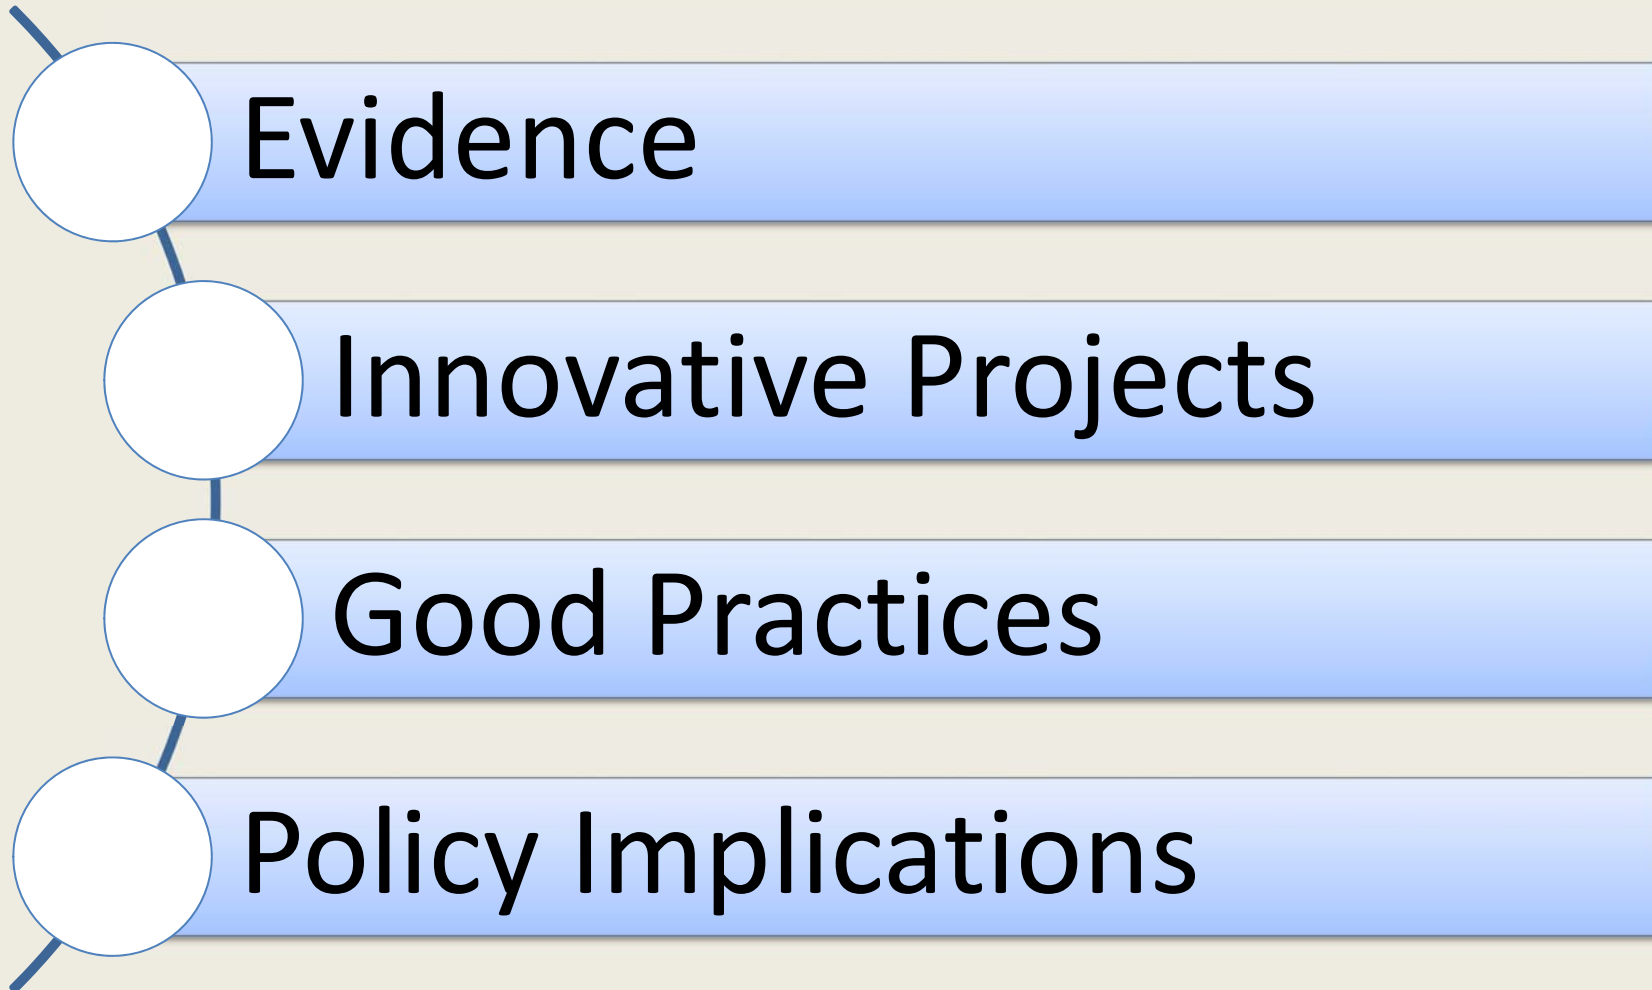 Evidence
Innovative Projects
Good Practices
Policy Implications